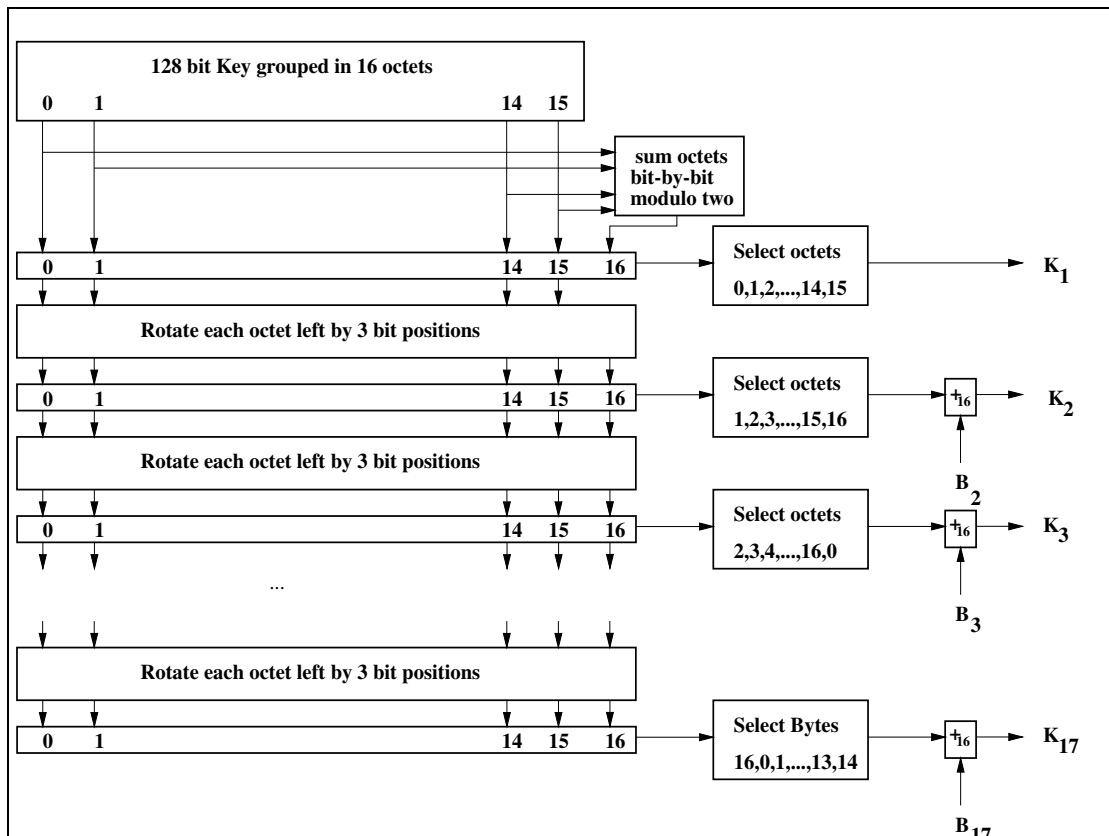 128 bit Key grouped in 16 octets
0 1 14 15
sum octets
bit-by-bit
modulo two
0 1 14 15 16
Select octets
0,1,2,...,14,15
K1
Rotate each octet left by 3 bit positions
0 1 14 15 16
Select octets
1,2,3,...,15,16
+16
K2
B2
Rotate each octet left by 3 bit positions
0 1 14 15 16
Select octets
2,3,4,...,16,0
+16
K3
B3
...
Rotate each octet left by 3 bit positions
0 1 14 15 16
Select Bytes
16,0,1,...,13,14
+16
K17
B17